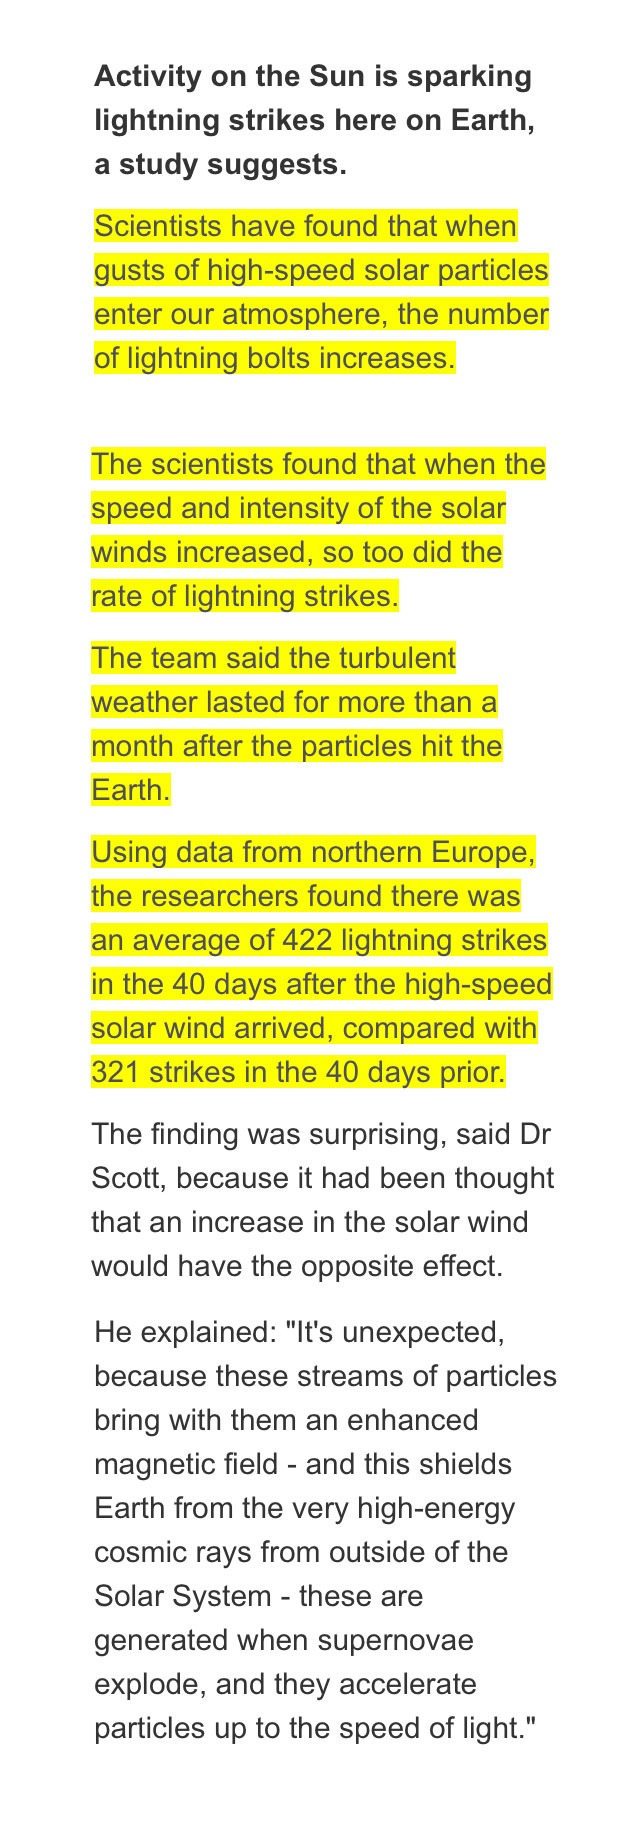 Activity on the Sun is sparking
lightning strikes here on Earth,
a study suggests.
Scientists have found that when
gusts of high-speed solar particles
enter our atmosphere, the number
of lightning bolts increases.
The scientists found that when the
speed and intensity of the solar
winds increased, so too did the
rate of lightning strikes.
The team said the turbulent
weather lasted for more than a
month after the particles hit the
Earth.
Using data from northern Europe,
the researchers found there was
an average of 422 lightning strikes
in the 40 days after the high-speed
solar wind arrived, compared with
321 strikes in the 40 days prior.
The finding was surprising, said Dr
Scott, because it had been thought
that an increase in the solar wind
would have the opposite effect.
He explained: "It's unexpected,
because these streams of particles
bring with them an enhanced
magnetic field - and this shields
Earth from the very high-energy
cosmic rays from outside of the
Solar System - these are
generated when supernovae
explode, and they accelerate
particles up to the speed of light."